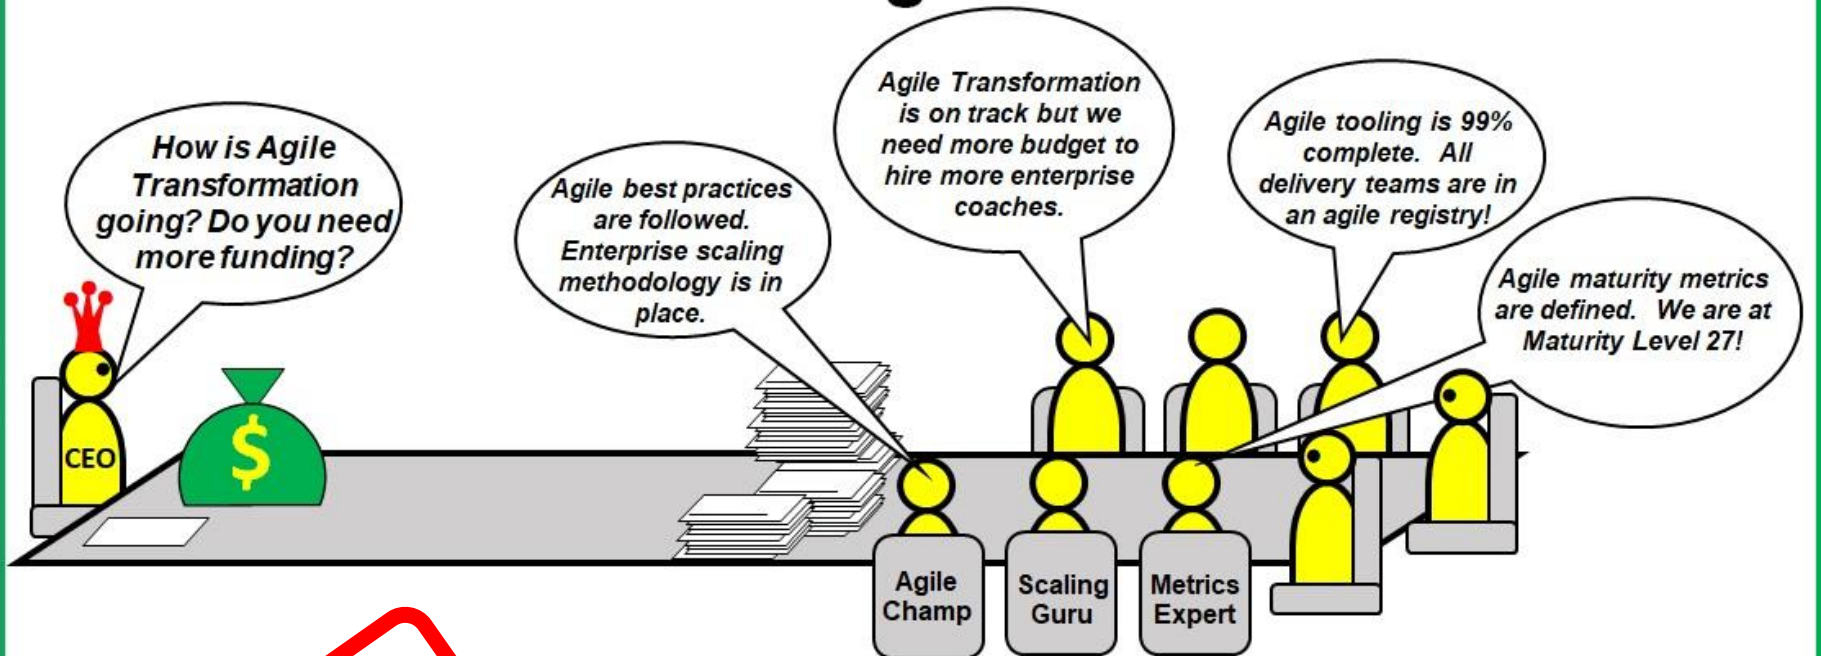 How is Agile
Transformation
going? Do you need
more funding?
Agile best practices
are followed.
Enterprise scaling
methodology is in
place.
Agile Transformation
is on track but we
need more budget to
hire more enterprise
coaches.
Agile tooling is 99%
complete. All
delivery teams are in
an agile registry!
Agile maturity metrics
are defined. We are at
Maturity Level 27!
CEO
$
Agile
Champ
Scaling
Guru
Metrics
Expert